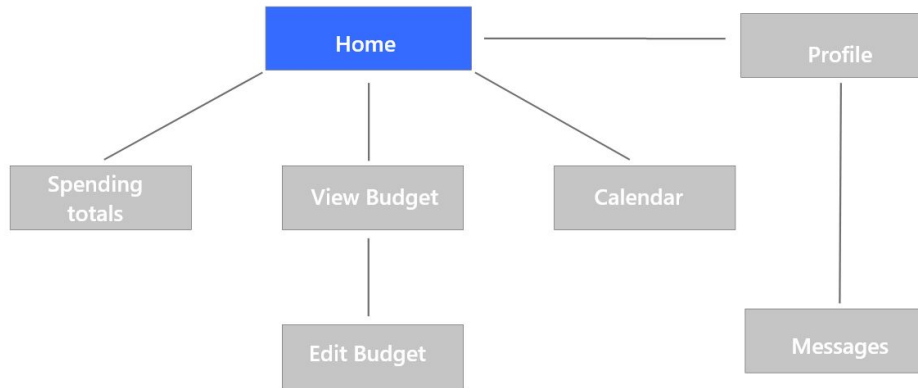 Home
Profile
Spending
totals
View Budget
Calendar
Edit Budget
Messages